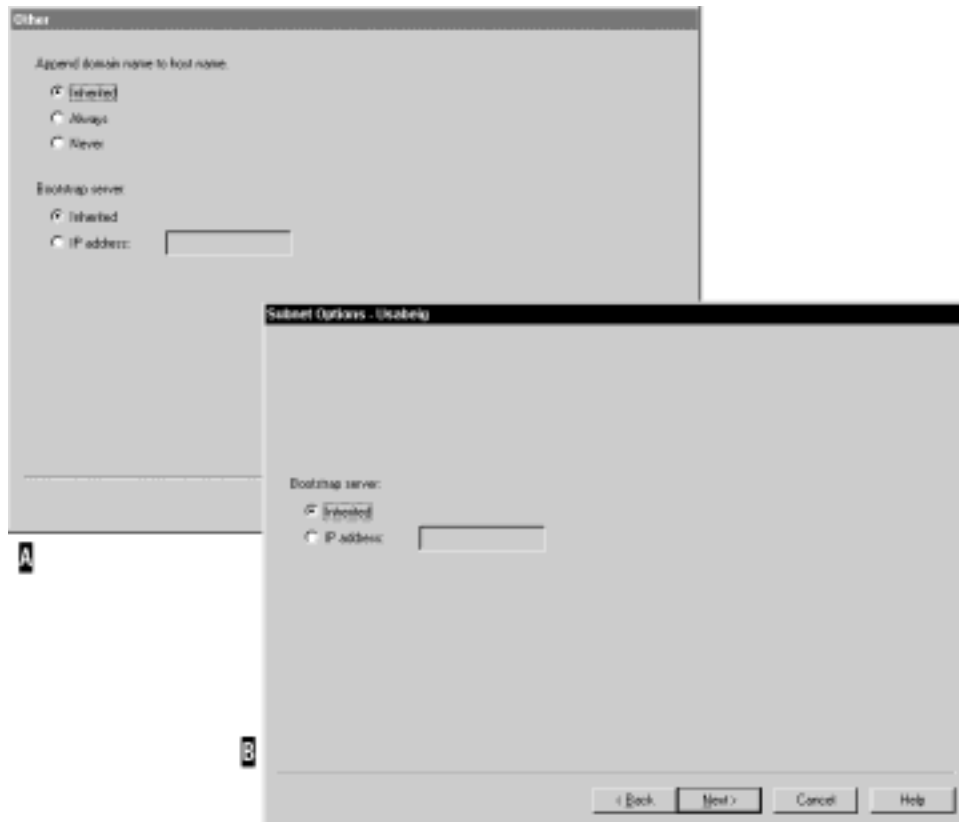 Other
Append domain name to host name.
Inherited
Always
Never
Bootstrap server
Inherited
IP address:
A
Subnet Options - Usabeig
Bootstrap server:
Inherited
IP address:
B
< Back Next > Cancel Help